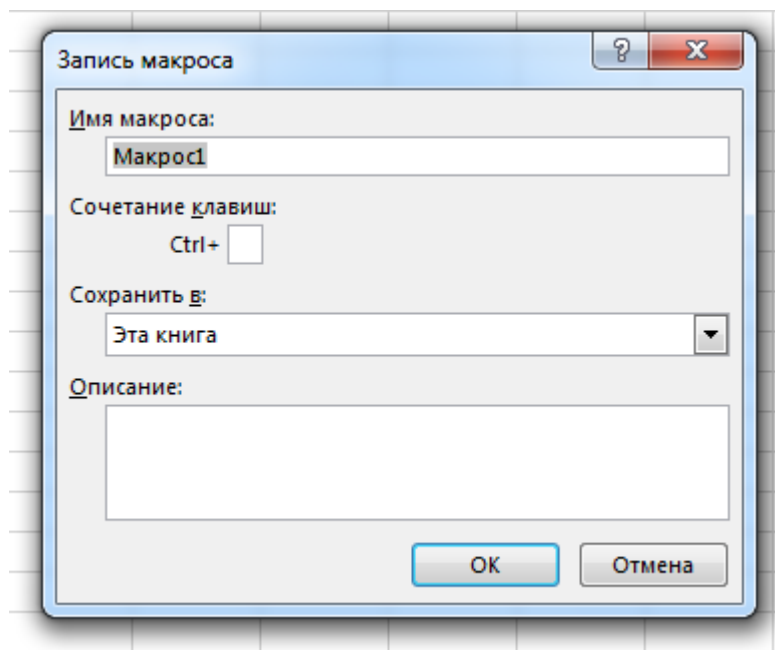 Запись макроса
?
Имя макроса:
Макрос1
Сочетание клавиш:
Ctrl+
Сохранить в:
Эта книга
Описание:
ОК
Отмена